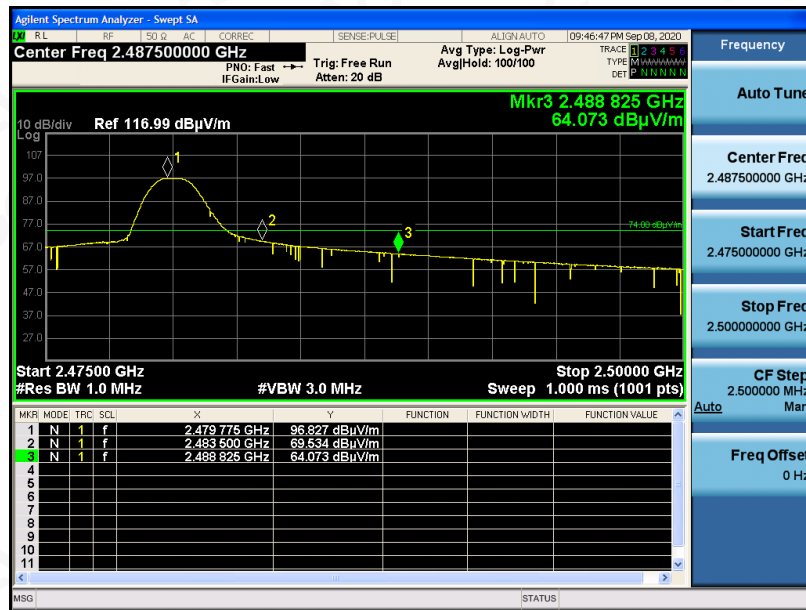 Agilent Spectrum Analyzer - Swept SA
LXI RL RF 50 Ω AC CORREC SENSE:PULSE ALIGN AUTO 09:46:47 PM Sep 08, 2020
Center Freq 2.487500000 GHz
PNO: Fast
IFGain:Low
Trig: Free Run
Atten: 20 dB
Avg Type: Log-Pwr
Avg|Hold: 100/100
TRACE 1 2 3 4 5 6
TYPE M
DET P N N N N N
Mkr3 2.488 825 GHz
64.073 dBµV/m
10 dB/div
Log
Ref 116.99 dBµV/m
107
97.0
87.0
77.0
67.0
57.0
47.0
37.0
27.0
1
2
3
74.00 dBµV/m
Start 2.47500 GHz
Stop 2.50000 GHz
#Res BW 1.0 MHz
#VBW 3.0 MHz
Sweep 1.000 ms (1001 pts)
MKR MODE TRC SCL X Y FUNCTION FUNCTION WIDTH FUNCTION VALUE
1 N 1 f 2.479 775 GHz 96.827 dBµV/m
2 N 1 f 2.483 500 GHz 69.534 dBµV/m
3 N 1 f 2.488 825 GHz 64.073 dBµV/m
4
5
6
7
8
9
10
11
MSG
STATUS
Frequency
Auto Tune
Center Freq
2.487500000 GHz
Start Freq
2.475000000 GHz
Stop Freq
2.500000000 GHz
CF Step
2.500000 MHz
Auto Man
Freq Offset
0 Hz